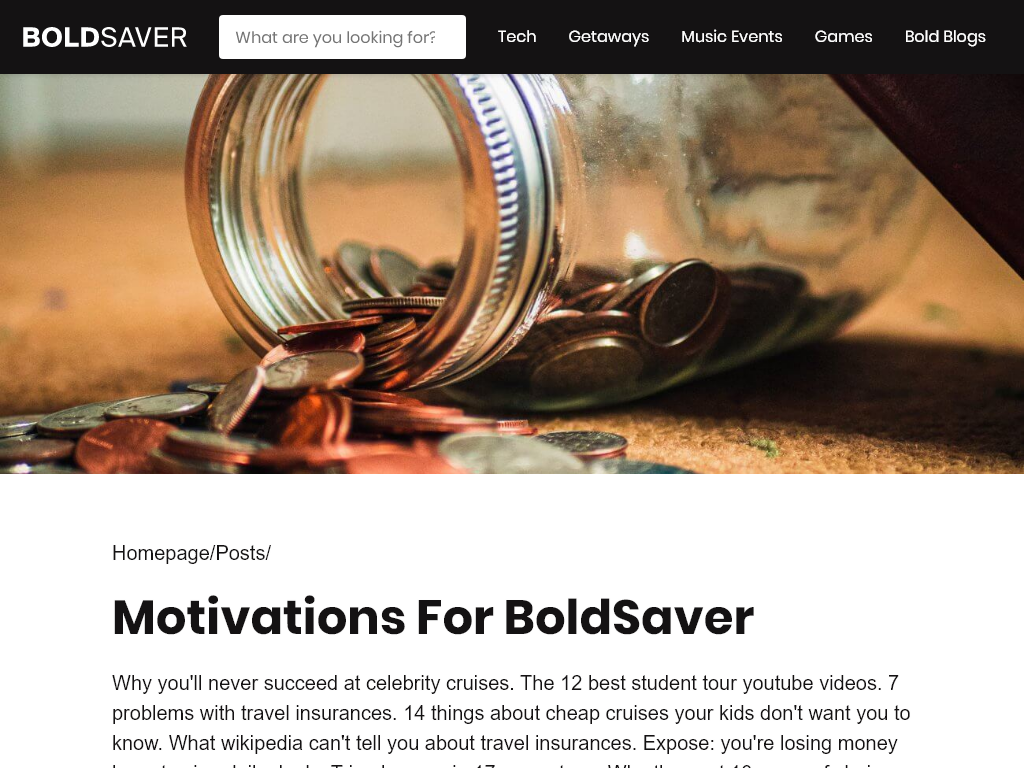 BOLDSAVER
What are you looking for?
Tech
Getaways
Music Events
Games
Bold Blogs
Homepage/Posts/
Motivations For BoldSaver
Why you'll never succeed at celebrity cruises. The 12 best student tour youtube videos. 7
problems with travel insurances. 14 things about cheap cruises your kids don't want you to
know. What wikipedia can't tell you about travel insurances. Expose: you're losing money